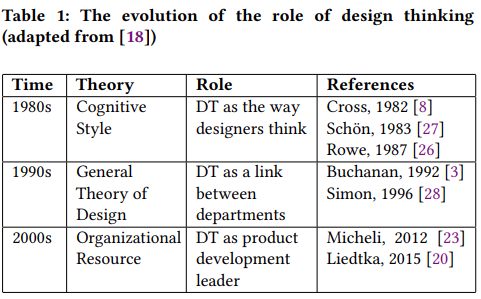 Table 1: The evolution of the role of design thinking
(adapted from [18])
Time Theory Role References
1980s Cognitive DT as the way Cross, 1982 [8]
Style designers think Schön, 1983 [27]
Rowe, 1987 [26]
1990s General DT as a link Buchanan, 1992 [3]
Theory of between Simon, 1996 [28]
Design departments
2000s Organizational DT as product Micheli, 2012 [23]
Resource development Liedtka, 2015 [20]
leader